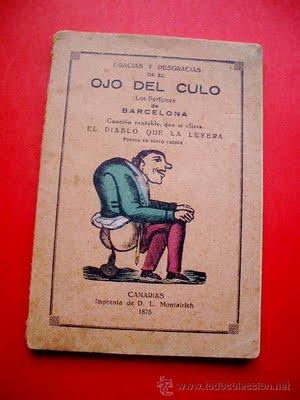 GRACIAS Y DESGRACIAS
DE EL
OJO DEL CULO
Los Perfumes
de
BARCELONA
Canción cantable, que si oliera
EL DIABLO QUE LA LEYERA
Poema en cinco cantos
CANARIAS
Imprenta de D. L. Montalrich
1875
www.todocoleccion.net